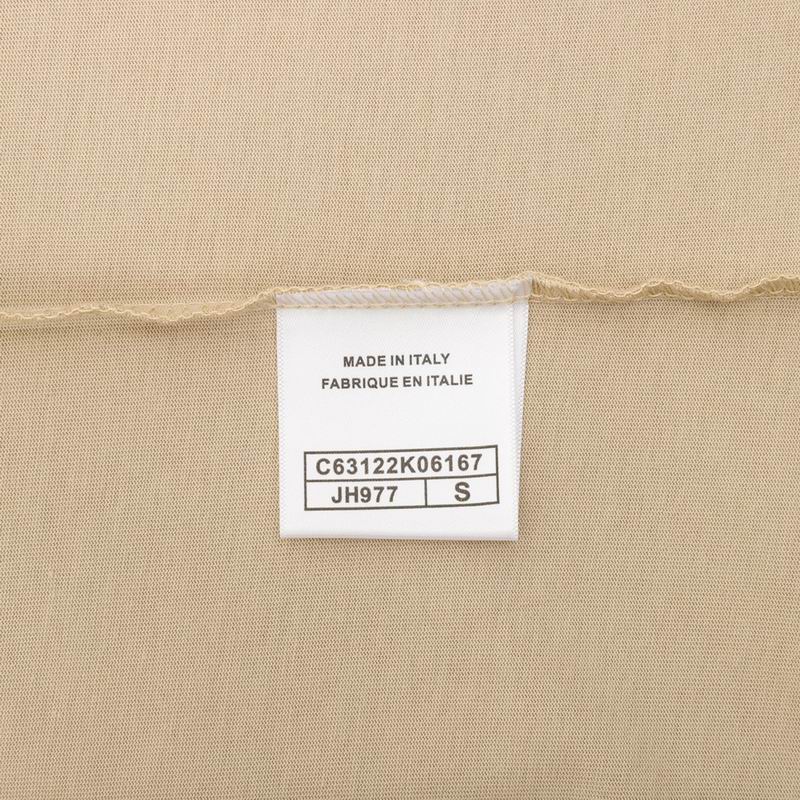 MADE IN ITALY
FABRIQUE EN ITALIE
C63122K06167
JH977 S